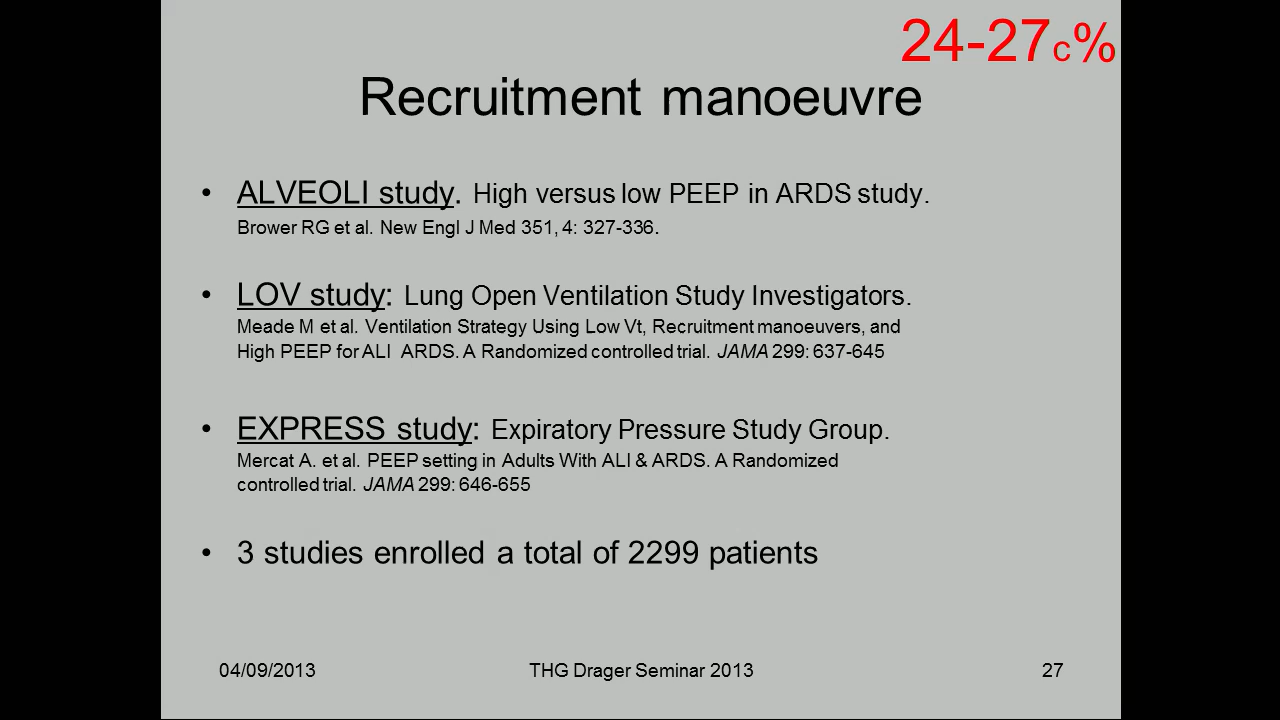 24-27c%
Recruitment manoeuvre
• ALVEOLI study. High versus low PEEP in ARDS study.
Brower RG et al. New Engl J Med 351, 4: 327-336.
• LOV study: Lung Open Ventilation Study Investigators.
Meade M et al. Ventilation Strategy Using Low Vt, Recruitment manoeuvers, and
High PEEP for ALI ARDS. A Randomized controlled trial. JAMA 299: 637-645
• EXPRESS study: Expiratory Pressure Study Group.
Mercat A. et al. PEEP setting in Adults With ALI & ARDS. A Randomized
controlled trial. JAMA 299: 646-655
• 3 studies enrolled a total of 2299 patients
04/09/2013 THG Drager Seminar 2013 27